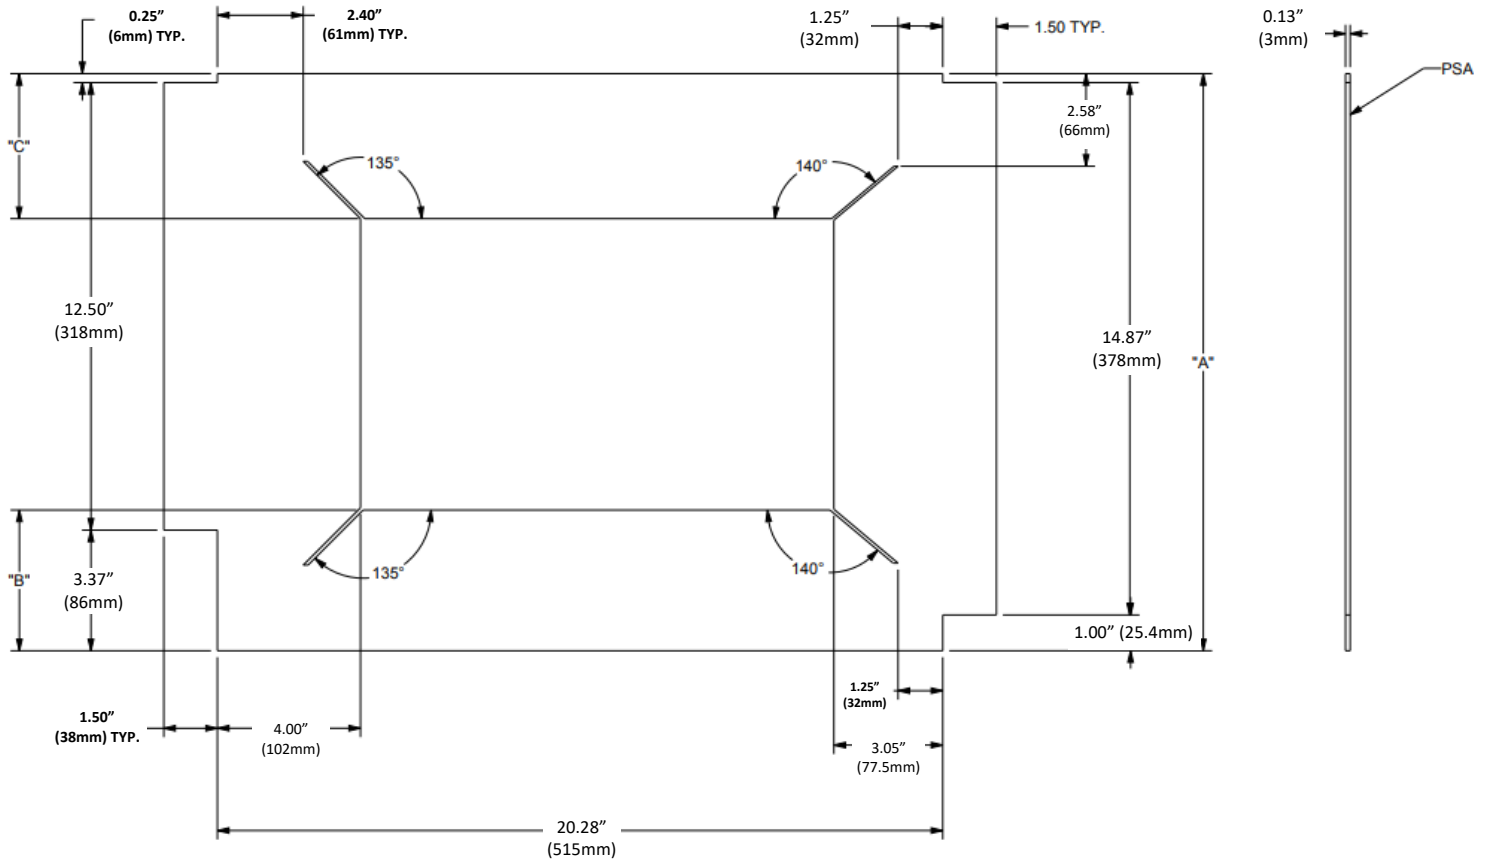 0.25”
(6mm) TYP.
2.40”
(61mm) TYP.
1.25”
(32mm)
1.50 TYP.
0.13”
(3mm)
PSA
2.58”
(66mm)
"C"
135°
140°
12.50”
(318mm)
14.87”
(378mm)
"A"
"B"
3.37”
(86mm)
135°
140°
1.00” (25.4mm)
1.25”
(32mm)
1.50”
(38mm) TYP.
4.00”
(102mm)
3.05”
(77.5mm)
20.28”
(515mm)